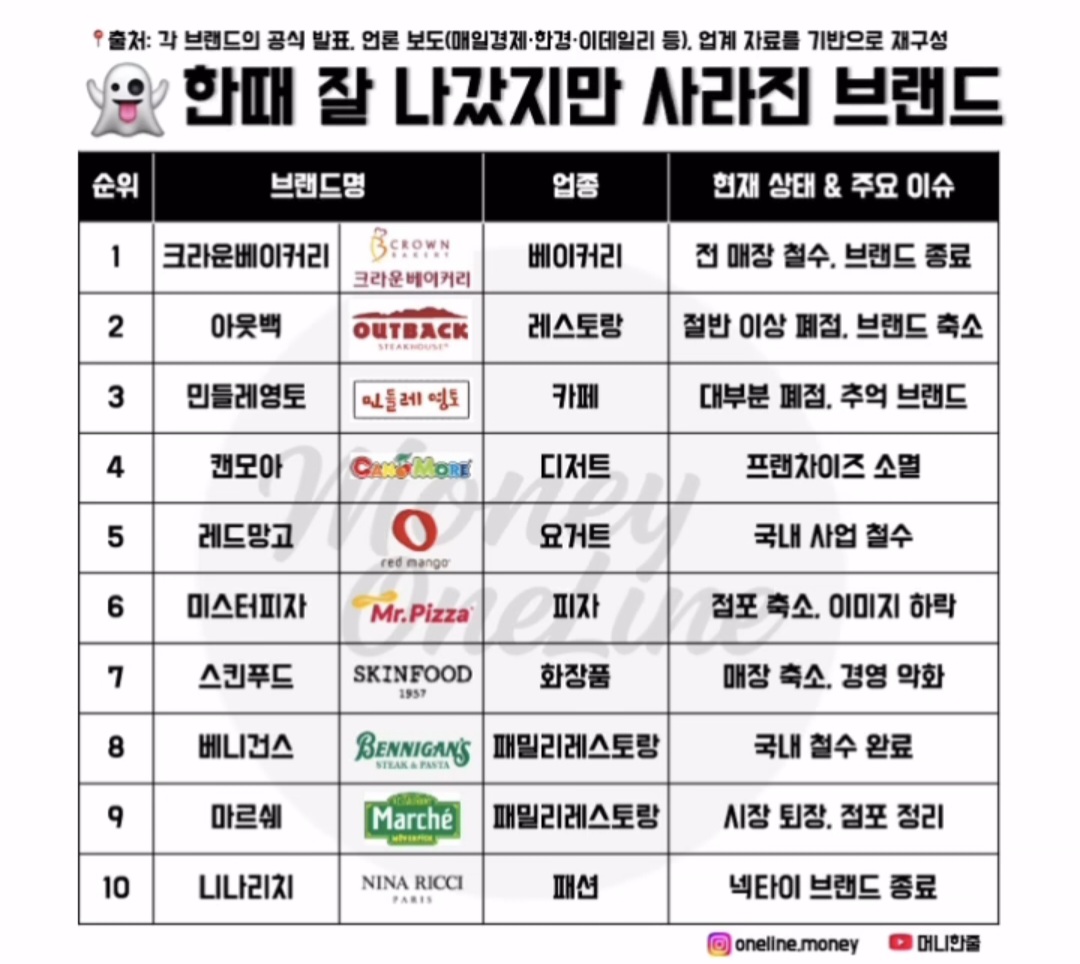 출처: 각 브랜드의 공식 발표, 언론 보도(매일경제·한경·이데일리 등), 업계 자료를 기반으로 재구성
한때 잘 나갔지만 사라진 브랜드
순위 브랜드명 업종 현재 상태 & 주요 이슈
1 크라운베이커리 CROWN BAKERY 크라운베이커리 베이커리 전 매장 철수, 브랜드 종료
2 아웃백 OUTBACK STEAKHOUSE 레스토랑 절반 이상 폐점, 브랜드 축소
3 민들레영토 민들레영토 카페 대부분 폐점, 추억 브랜드
4 캔모아 CANMORE 디저트 프랜차이즈 소멸
5 레드망고 red mango 요거트 국내 사업 철수
6 미스터피자 Mr.Pizza 피자 점포 축소, 이미지 하락
7 스킨푸드 SKINFOOD 1957 화장품 매장 축소, 경영 악화
8 베니건스 BENNIGAN'S STEAK & PASTA 패밀리레스토랑 국내 철수 완료
9 마르쉐 RESTAURANT Marché MÖVENPICK 패밀리레스토랑 시장 퇴장, 점포 정리
10 니나리치 NINA RICCI PARIS 패션 넥타이 브랜드 종료
Money
OneLine
oneline.money 머니한줄